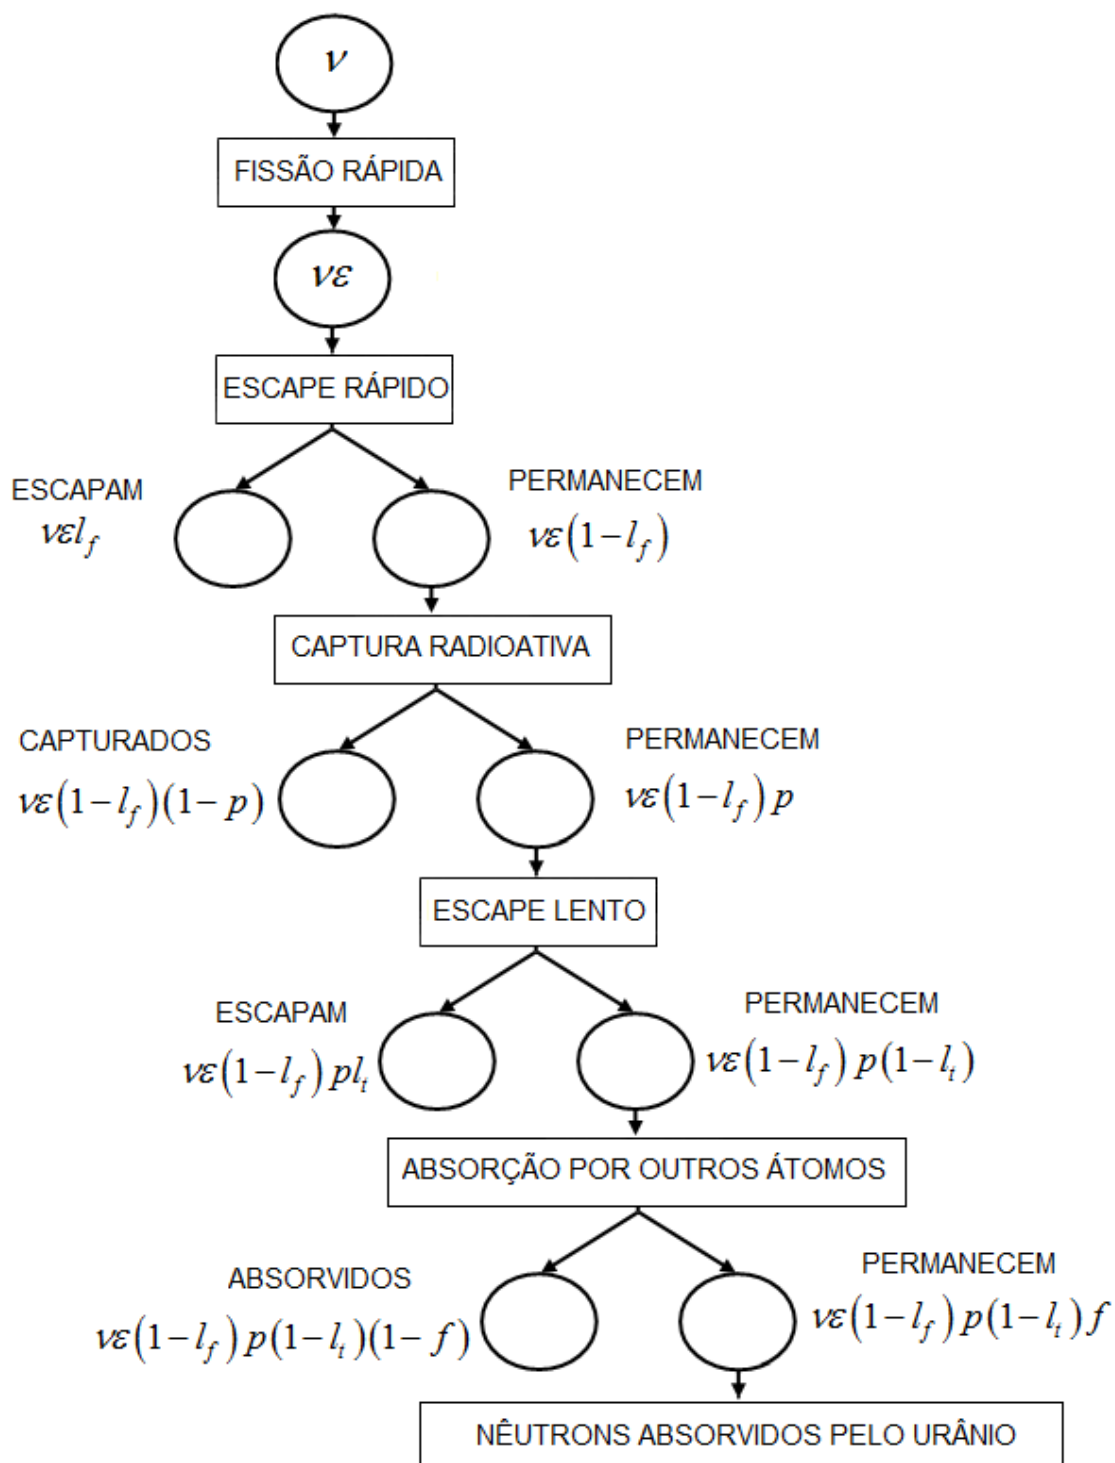 ν
FISSÃO RÁPIDA
νε
ESCAPE RÁPIDO
ESCAPAM
νεl_f
PERMANECEM
νε(1−l_f)
CAPTURA RADIOATIVA
CAPTURADOS
νε(1−l_f)(1−p)
PERMANECEM
νε(1−l_f)p
ESCAPE LENTO
ESCAPAM
νε(1−l_f)pl_t
PERMANECEM
νε(1−l_f)p(1−l_t)
ABSORÇÃO POR OUTROS ÁTOMOS
ABSORVIDOS
νε(1−l_f)p(1−l_t)(1−f)
PERMANECEM
νε(1−l_f)p(1−l_t)f
NÊUTRONS ABSORVIDOS PELO URÂNIO